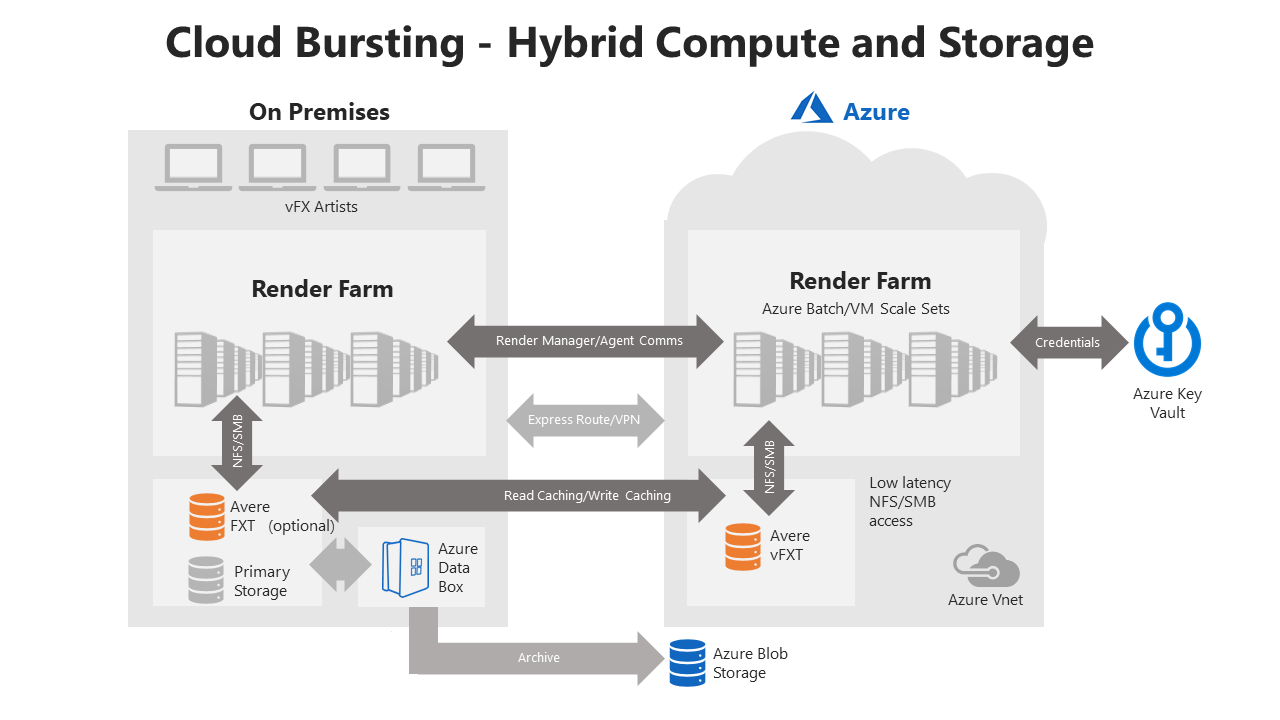 Cloud Bursting - Hybrid Compute and Storage
On Premises
Azure
vFX Artists
Render Farm
Render Farm
Azure Batch/VM Scale Sets
Render Manager/Agent Comms
Credentials
Azure Key
Vault
Express Route/VPN
NFS/SMB
NFS/SMB
Read Caching/Write Caching
Low latency
NFS/SMB
access
Avere
FXT (optional)
Avere
vFXT
Primary
Storage
Azure
Data
Box
Azure Vnet
Archive
Azure Blob
Storage